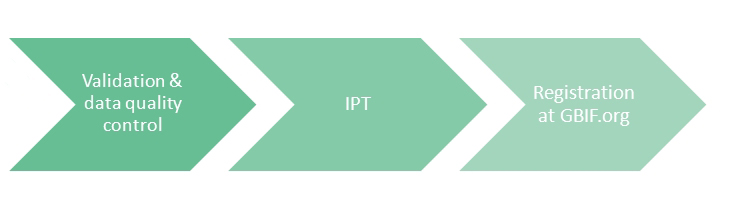 Validation &
data quality
control
IPT
Registration
at GBIF.org